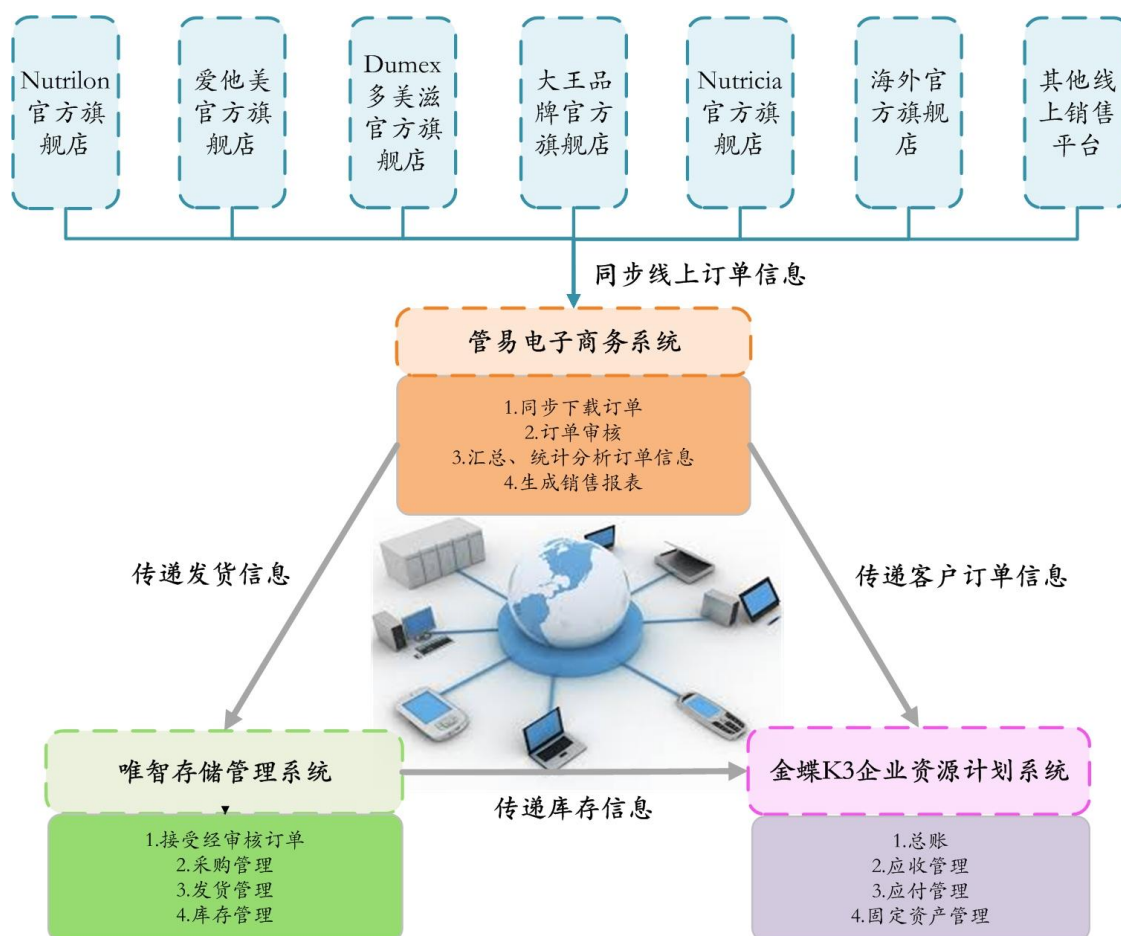 Nutrilon
官方旗
舰店
爱他美
官方旗
舰店
Dumex
多美滋
官方旗
舰店
大王品
牌官方
旗舰店
Nutricia
官方旗
舰店
海外官
方旗舰
店
其他线
上销售
平台
同步线上订单信息
管易电子商务系统
1.同步下载订单
2.订单审核
3.汇总、统计分析订单信息
4.生成销售报表
传递发货信息
传递客户订单信息
唯智存储管理系统
传递库存信息
金蝶K3企业资源计划系统
1.接受经审核订单
2.采购管理
3.发货管理
4.库存管理
1.总账
2.应收管理
3.应付管理
4.固定资产管理